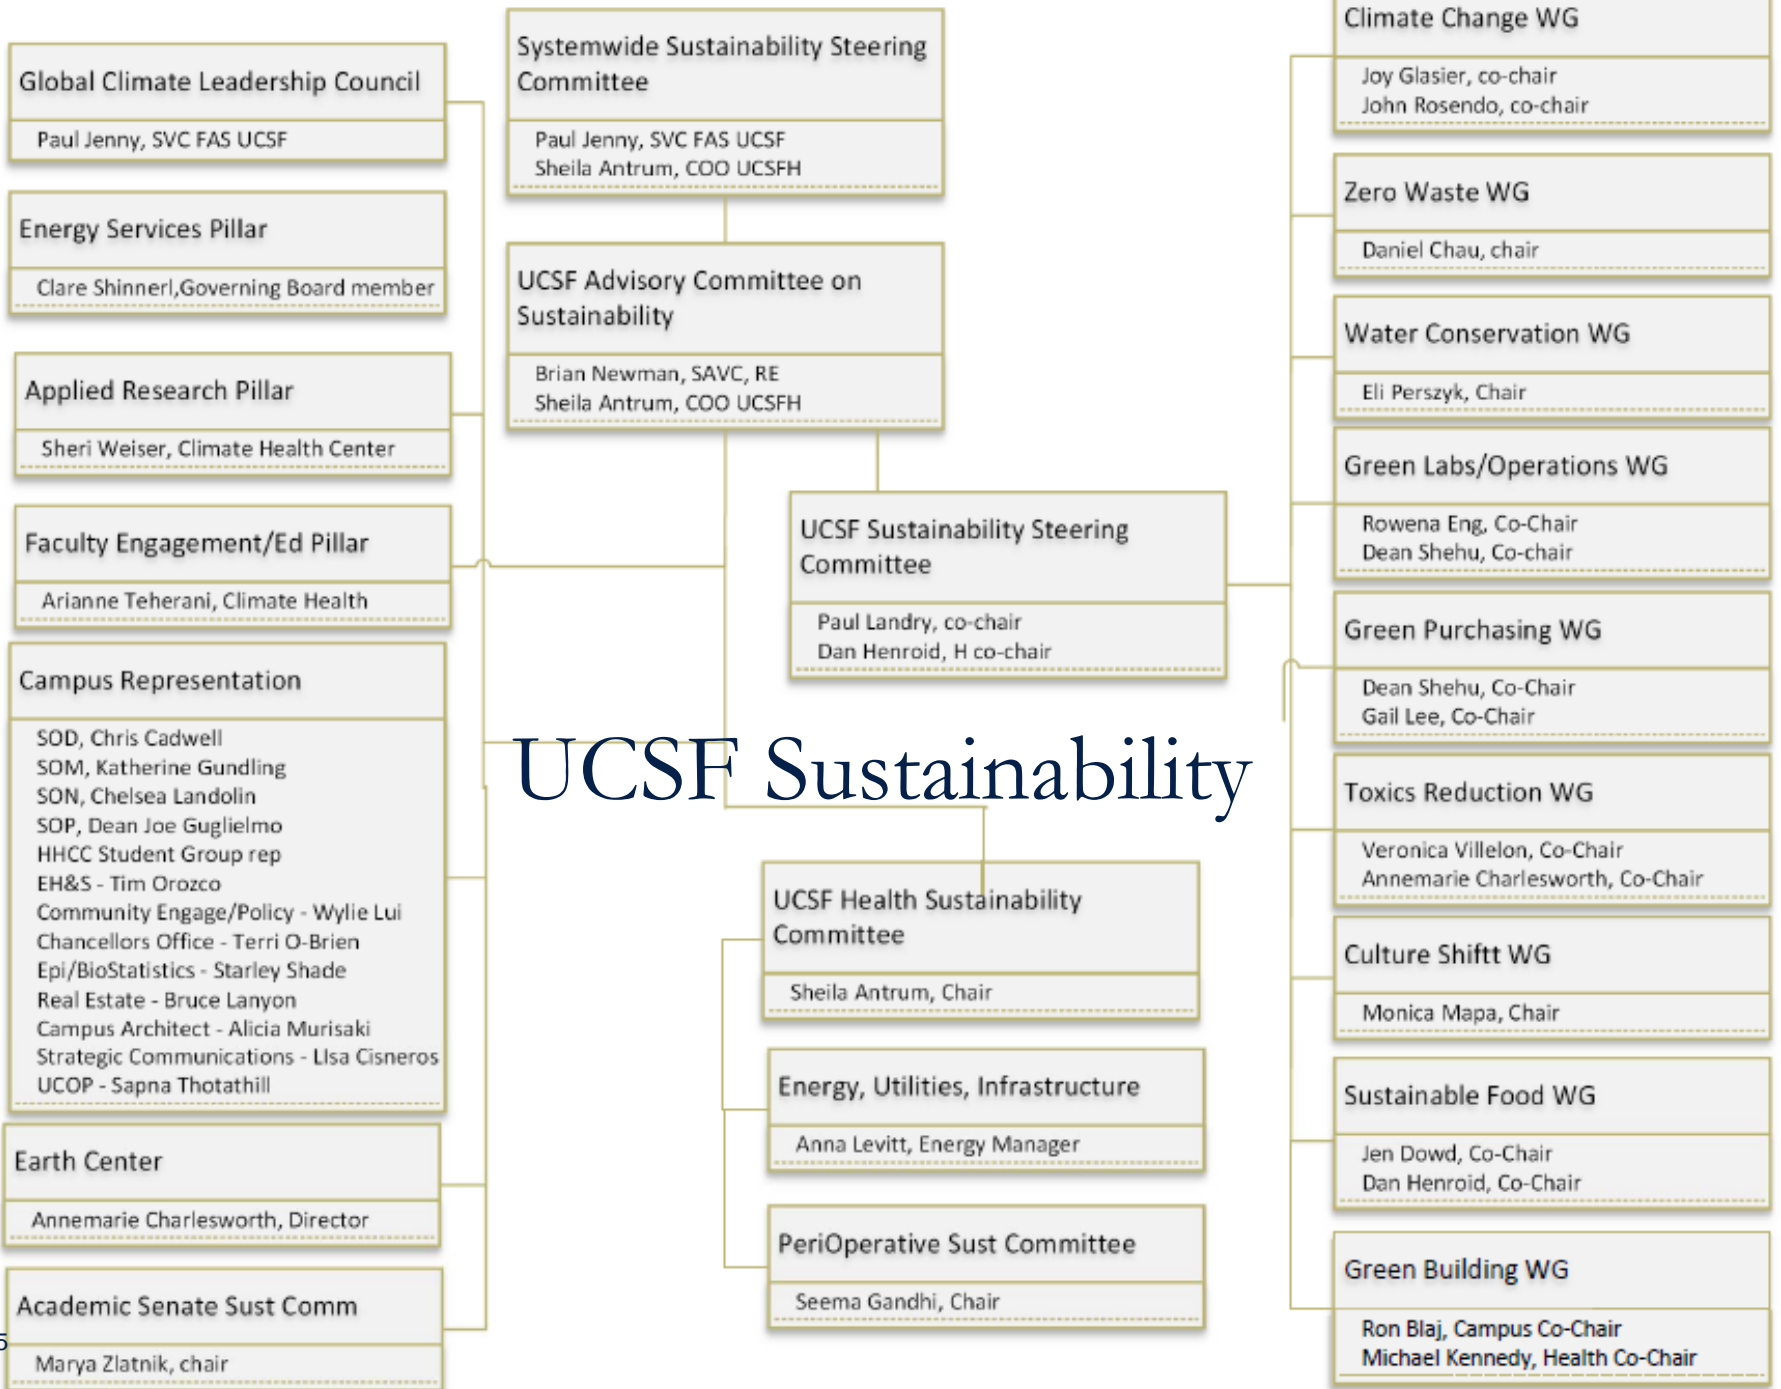 Global Climate Leadership Council
Paul Jenny, SVC FAS UCSF
Energy Services Pillar
Clare Shinnerl,Governing Board member
Applied Research Pillar
Sheri Weiser, Climate Health Center
Faculty Engagement/Ed Pillar
Arianne Teherani, Climate Health
Campus Representation
SOD, Chris Cadwell
SOM, Katherine Gundling
SON, Chelsea Landolin
SOP, Dean Joe Guglielmo
HHCC Student Group rep
EH&S - Tim Orozco
Community Engage/Policy - Wylie Lui
Chancellors Office - Terri O-Brien
Epi/BioStatistics - Starley Shade
Real Estate - Bruce Lanyon
Campus Architect - Alicia Murisaki
Strategic Communications - LIsa Cisneros
UCOP - Sapna Thotathill
Earth Center
Annemarie Charlesworth, Director
Academic Senate Sust Comm
Marya Zlatnik, chair
5
Systemwide Sustainability Steering
Committee
Paul Jenny, SVC FAS UCSF
Sheila Antrum, COO UCSFH
UCSF Advisory Committee on
Sustainability
Brian Newman, SAVC, RE
Sheila Antrum, COO UCSFH
UCSF Sustainability Steering
Committee
Paul Landry, co-chair
Dan Henroid, H co-chair
UCSF Sustainability
UCSF Health Sustainability
Committee
Sheila Antrum, Chair
Energy, Utilities, Infrastructure
Anna Levitt, Energy Manager
PeriOperative Sust Committee
Seema Gandhi, Chair
Climate Change WG
Joy Glasier, co-chair
John Rosendo, co-chair
Zero Waste WG
Daniel Chau, chair
Water Conservation WG
Eli Perszyk, Chair
Green Labs/Operations WG
Rowena Eng, Co-Chair
Dean Shehu, Co-chair
Green Purchasing WG
Dean Shehu, Co-Chair
Gail Lee, Co-Chair
Toxics Reduction WG
Veronica Villelon, Co-Chair
Annemarie Charlesworth, Co-Chair
Culture Shiftt WG
Monica Mapa, Chair
Sustainable Food WG
Jen Dowd, Co-Chair
Dan Henroid, Co-Chair
Green Building WG
Ron Blaj, Campus Co-Chair
Michael Kennedy, Health Co-Chair